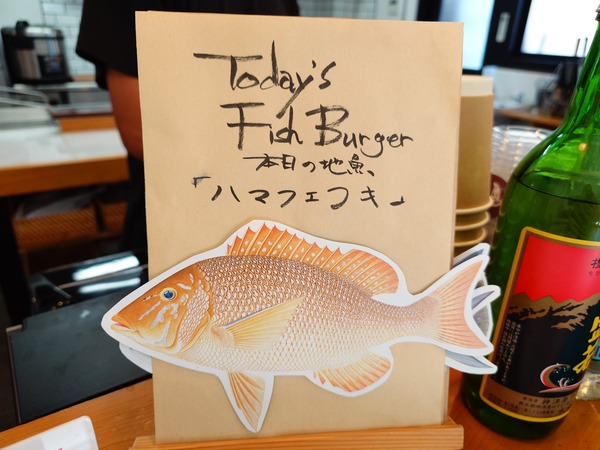 Today's
Fish Burger
本日の地魚、
「ハマフエフキ」